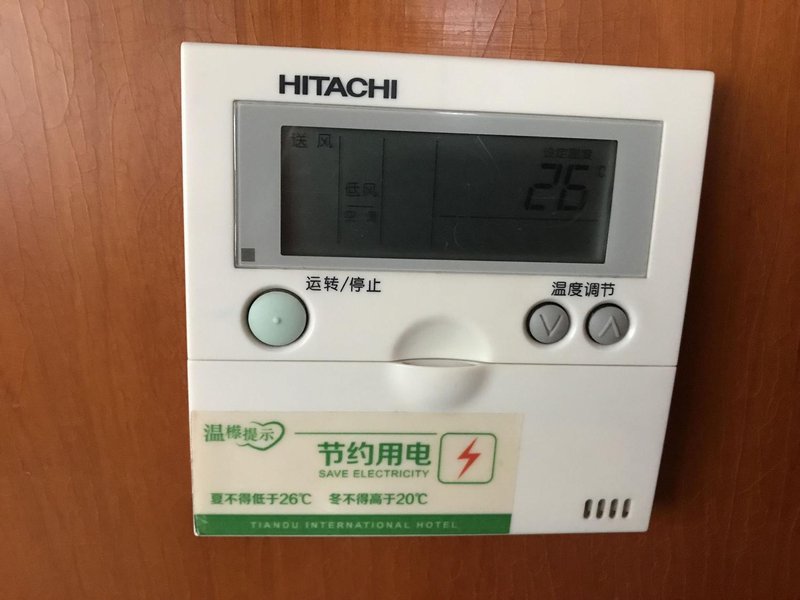 HITACHI
送风
设定温度
26℃
低风
运转/停止
温度调节
温馨提示
节约用电
SAVE ELECTRICITY
夏不得低于26℃ 冬不得高于20℃
TIANDU INTERNATIONAL HOTEL